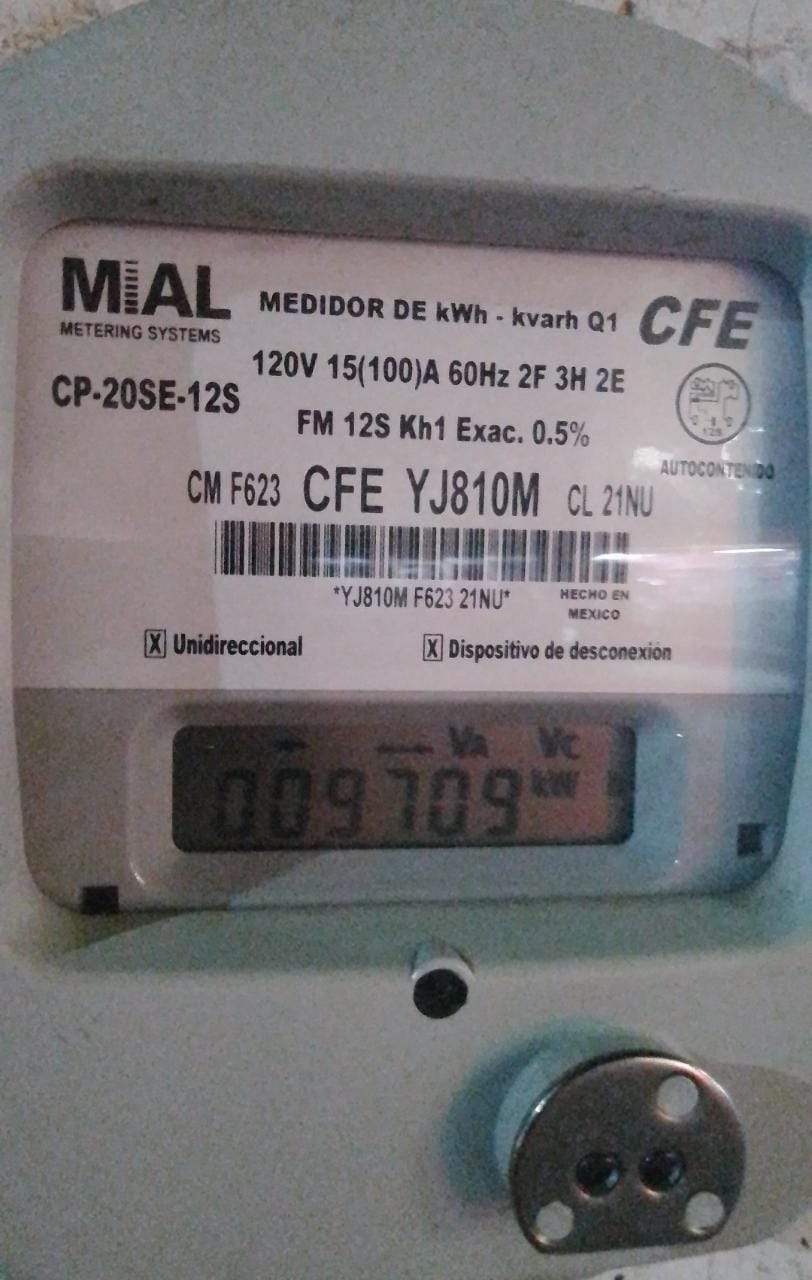 MIAL
METERING SYSTEMS
MEDIDOR DE kWh - kvarh Q1
CFE
120V 15(100)A 60Hz 2F 3H 2E
CP-20SE-12S
FM 12S Kh1 Exac. 0.5%
12S
AUTOCONTENIDO
CM F623 CFE YJ810M CL 21NU
*YJ810M F623 21NU*
HECHO EN
MEXICO
X Unidireccional
X Dispositivo de desconexión
VA VC
009709 kW